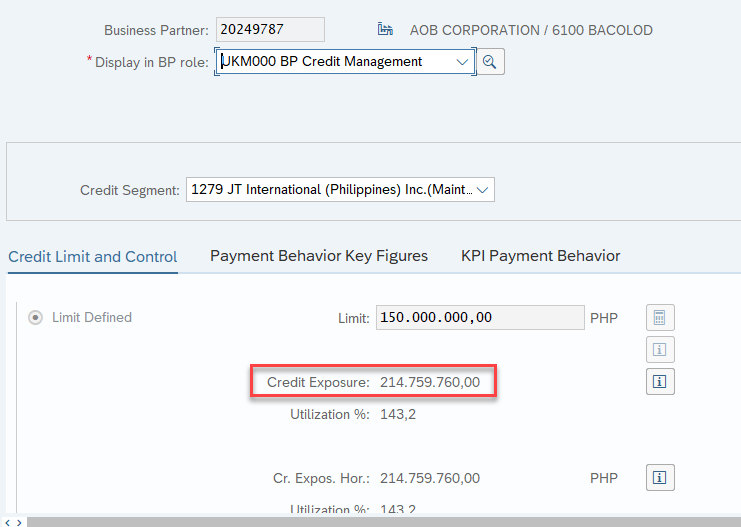 Business Partner: 20249787 AOB CORPORATION / 6100 BACOLOD
* Display in BP role: UKM000 BP Credit Management
Credit Segment: 1279 JT International (Philippines) Inc.(Maint...
Credit Limit and Control Payment Behavior Key Figures KPI Payment Behavior
Limit Defined Limit: 150.000.000,00 PHP
Credit Exposure: 214.759.760,00
Utilization %: 143,2
Cr. Expos. Hor.: 214.759.760,00 PHP
Utilization %: 143,2